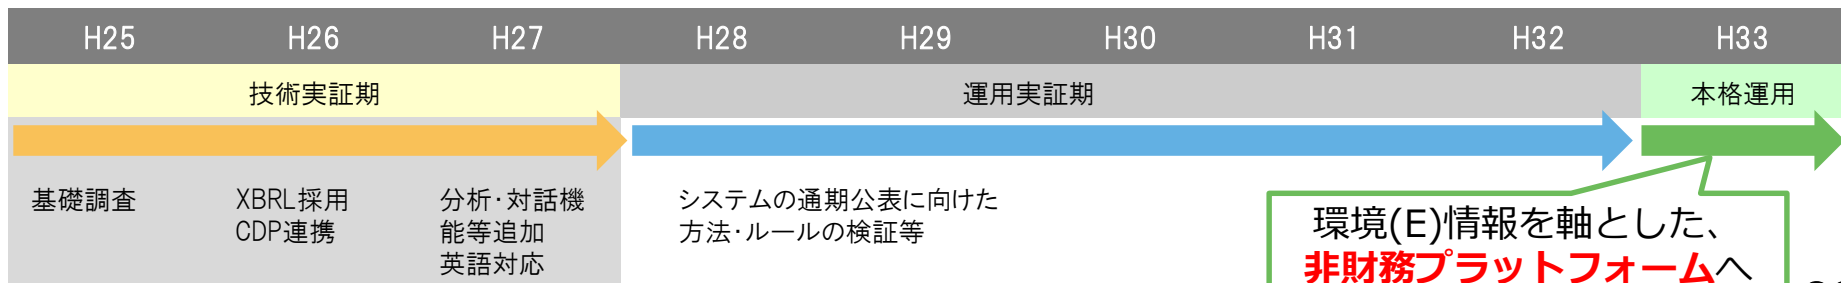 H25 H26 H27 H28 H29 H30 H31 H32 H33
技術実証期 運用実証期 本格運用
基礎調査 XBRL採用 分析・対話機 システムの通期公表に向けた
CDP連携 能等追加 方法・ルールの検証等
英語対応
環境(E)情報を軸とした、
非財務プラットフォームへ